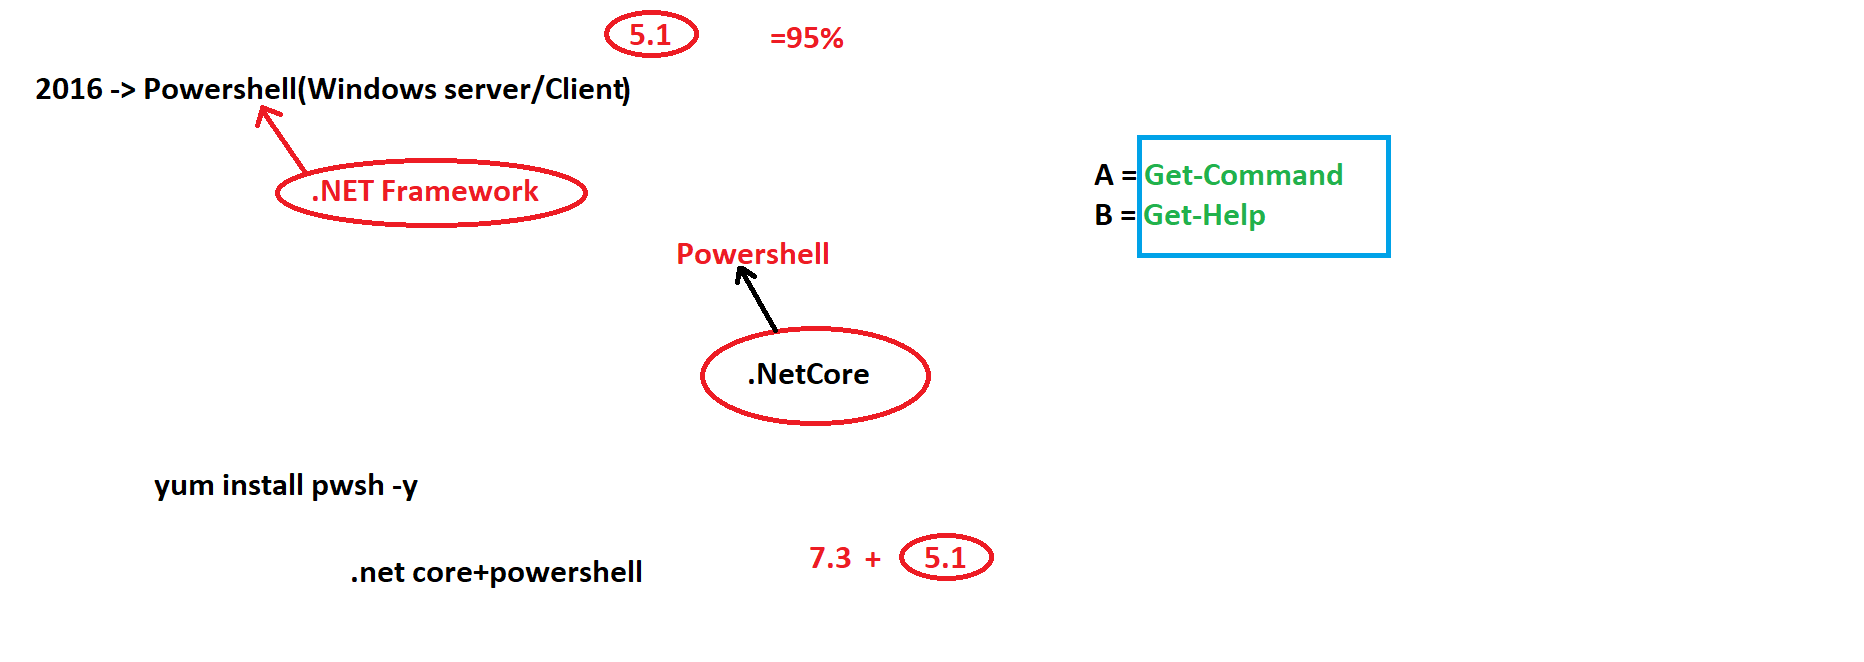 5.1 =95%
2016 -> Powershell(Windows server/Client)
.NET Framework
A = Get-Command
B = Get-Help
Powershell
.NetCore
yum install pwsh -y
.net core+powershell
7.3 + 5.1